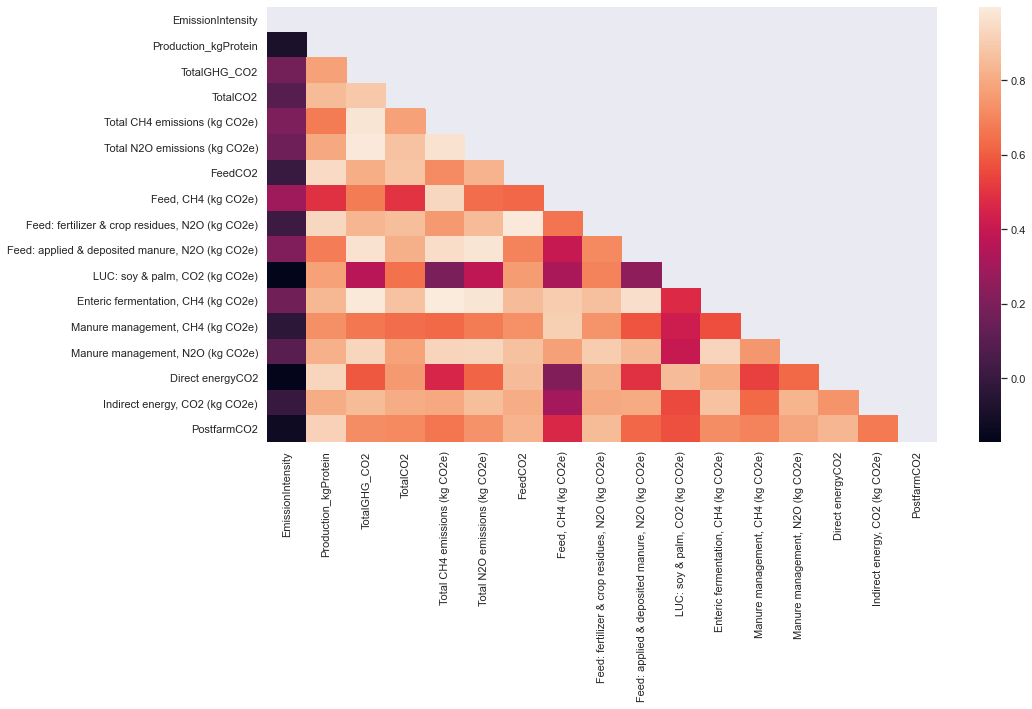 EmissionIntensity
Production_kgProtein
TotalGHG_CO2
TotalCO2
Total CH4 emissions (kg CO2e)
Total N2O emissions (kg CO2e)
FeedCO2
Feed, CH4 (kg CO2e)
Feed: fertilizer & crop residues, N2O (kg CO2e)
Feed: applied & deposited manure, N2O (kg CO2e)
LUC: soy & palm, CO2 (kg CO2e)
Enteric fermentation, CH4 (kg CO2e)
Manure management, CH4 (kg CO2e)
Manure management, N2O (kg CO2e)
Direct energyCO2
Indirect energy, CO2 (kg CO2e)
PostfarmCO2
EmissionIntensity
Production_kgProtein
TotalGHG_CO2
TotalCO2
Total CH4 emissions (kg CO2e)
Total N2O emissions (kg CO2e)
FeedCO2
Feed, CH4 (kg CO2e)
Feed: fertilizer & crop residues, N2O (kg CO2e)
Feed: applied & deposited manure, N2O (kg CO2e)
LUC: soy & palm, CO2 (kg CO2e)
Enteric fermentation, CH4 (kg CO2e)
Manure management, CH4 (kg CO2e)
Manure management, N2O (kg CO2e)
Direct energyCO2
Indirect energy, CO2 (kg CO2e)
PostfarmCO2
0.8
0.6
0.4
0.2
0.0